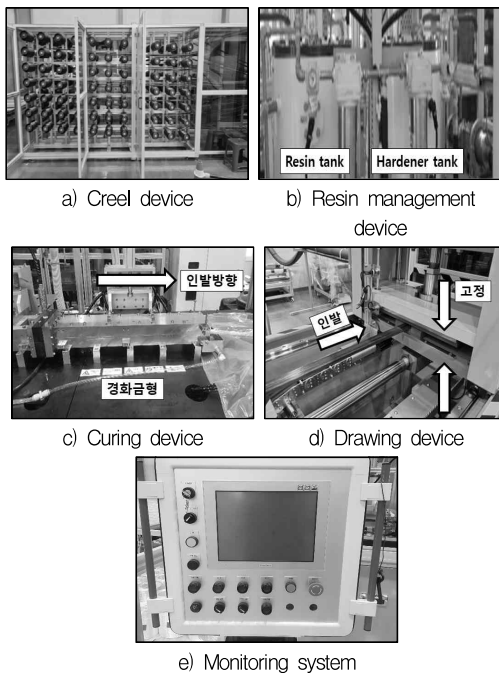 Resin tank
Hardener tank
a) Creel device
b) Resin management
device
인발방향
경화금형
고정
인발
c) Curing device
d) Drawing device
e) Monitoring system